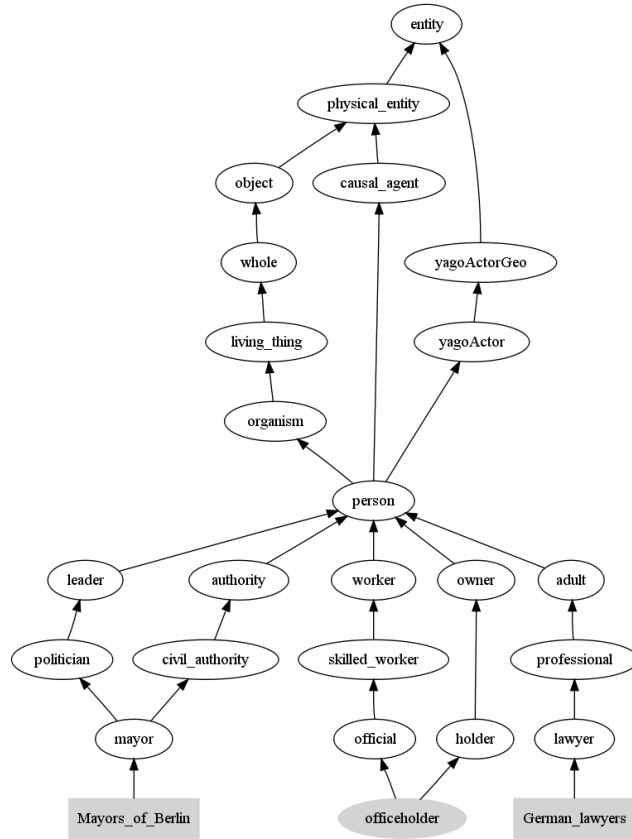 entity
physical_entity
object
causal_agent
whole
yagoActorGeo
living_thing
yagoActor
organism
person
leader
authority
worker
owner
adult
politician
civil_authority
skilled_worker
professional
mayor
official
holder
lawyer
Mayors_of_Berlin
officeholder
German_lawyers